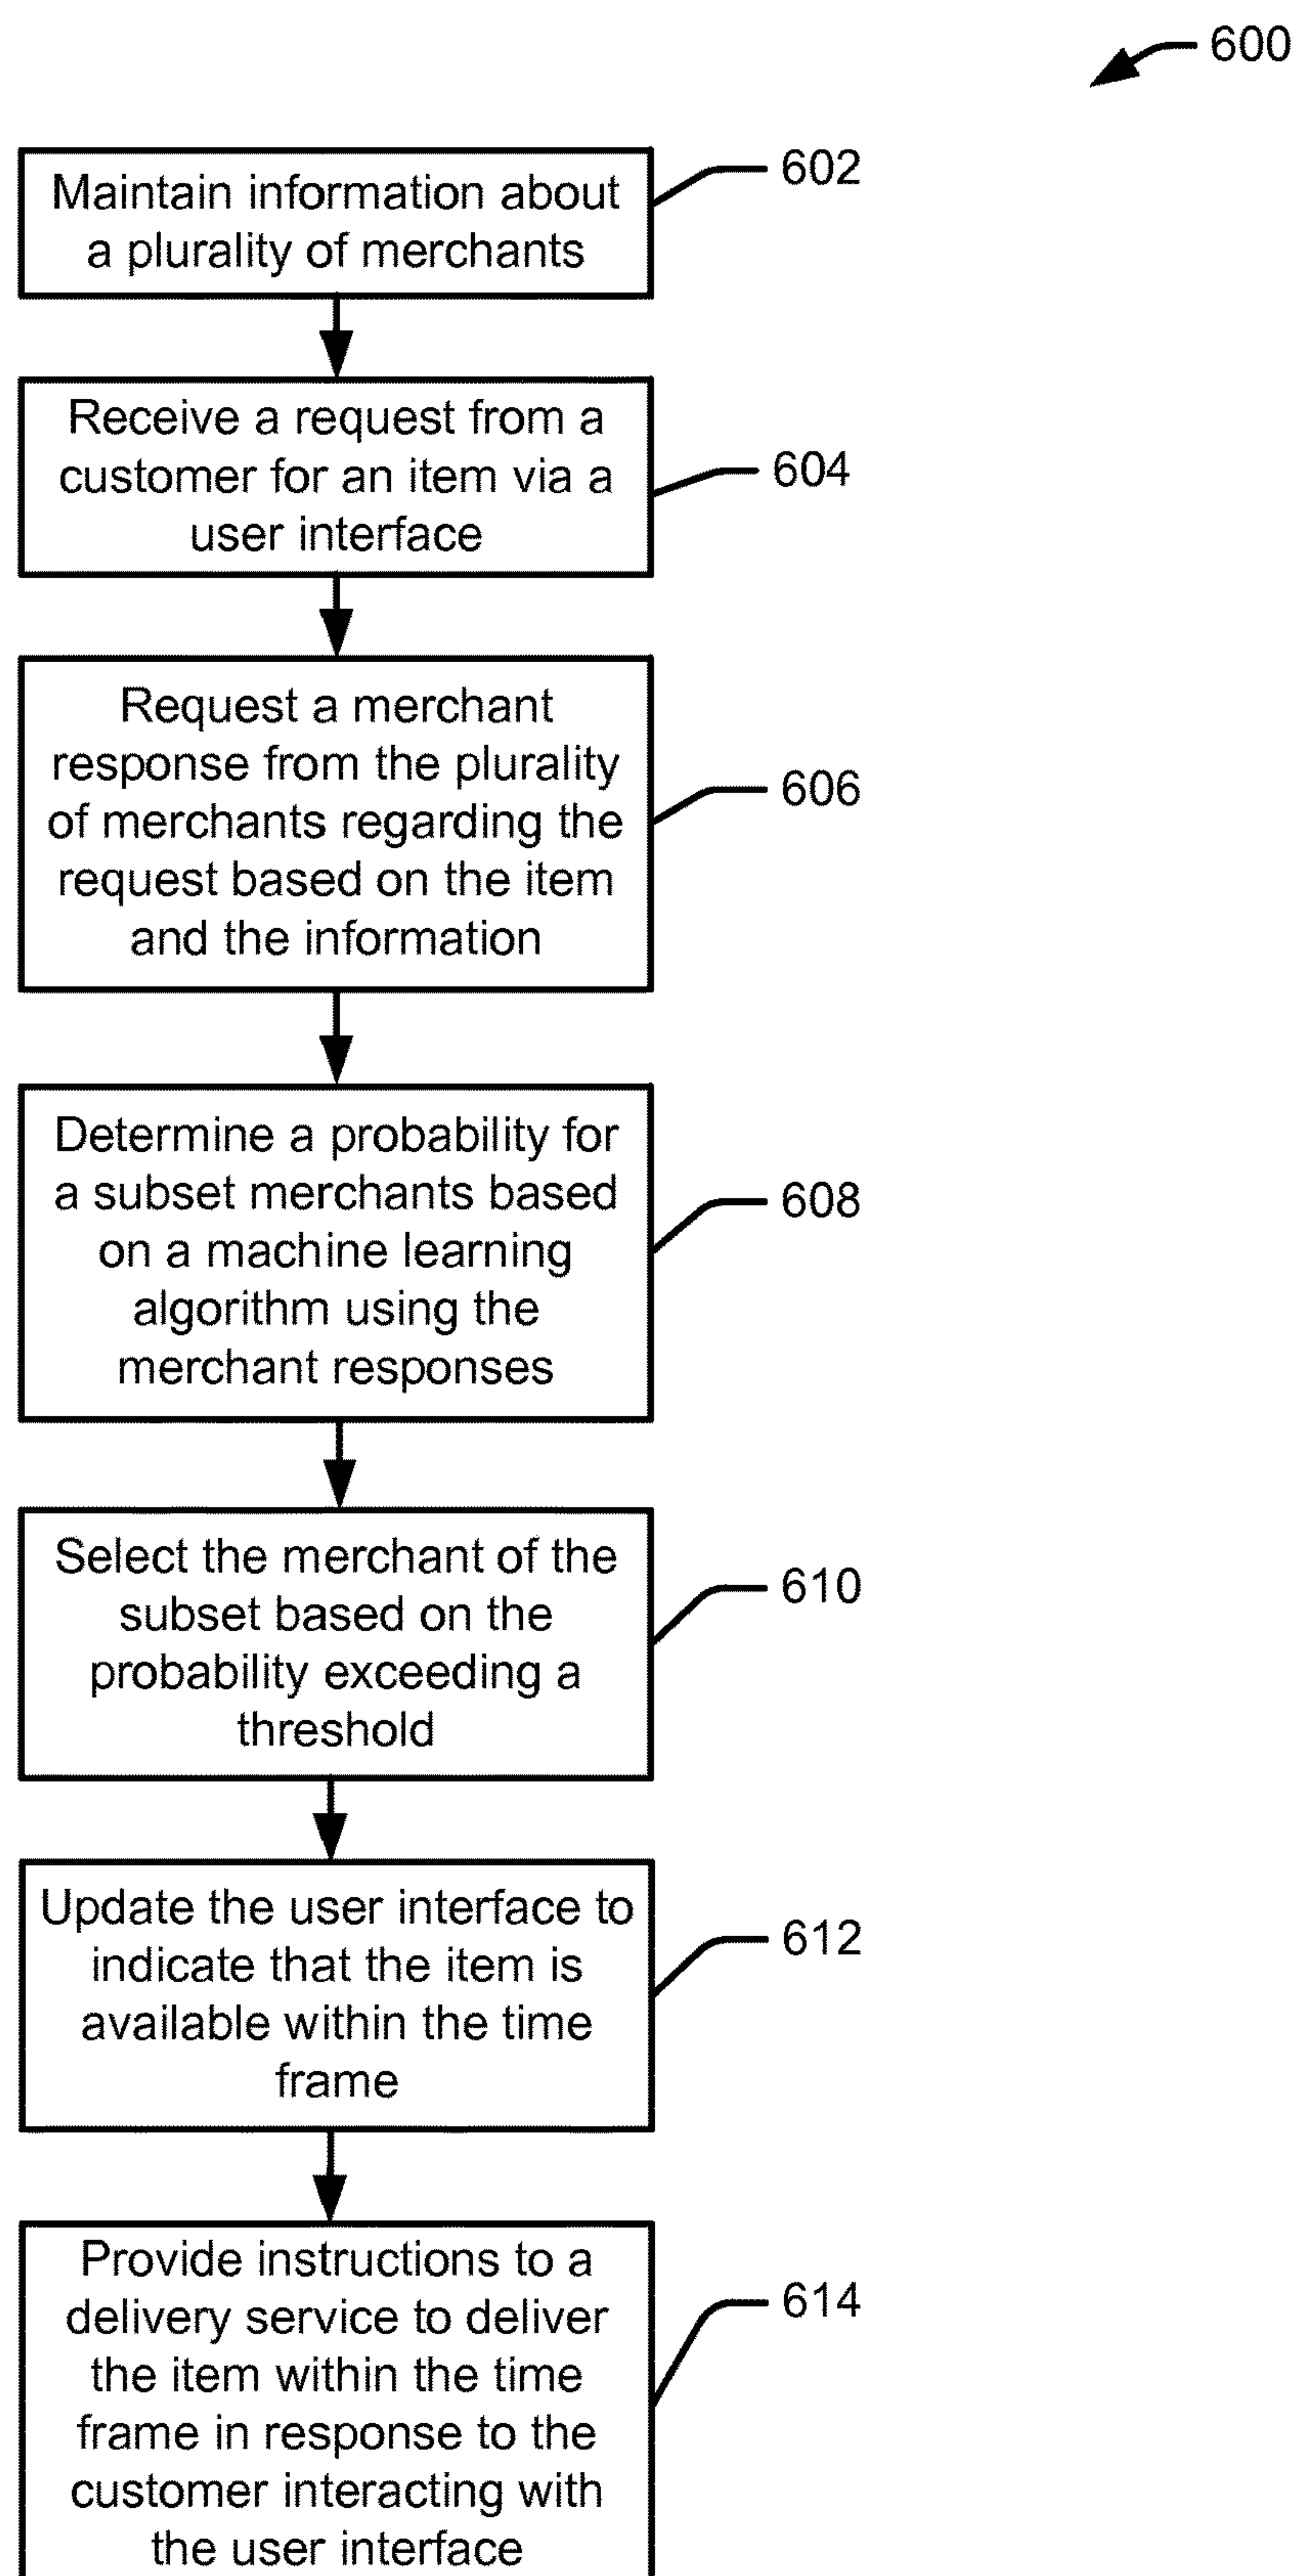 600
Maintain information about
a plurality of merchants
602
Receive a request from a
customer for an item via a
user interface
604
Request a merchant
response from the plurality
of merchants regarding the
request based on the item
and the information
606
Determine a probability for
a subset merchants based
on a machine learning
algorithm using the
merchant responses
608
Select the merchant of the
subset based on the
probability exceeding a
threshold
610
Update the user interface to
indicate that the item is
available within the time
frame
612
Provide instructions to a
delivery service to deliver
the item within the time
frame in response to the
customer interacting with
the user interface
614